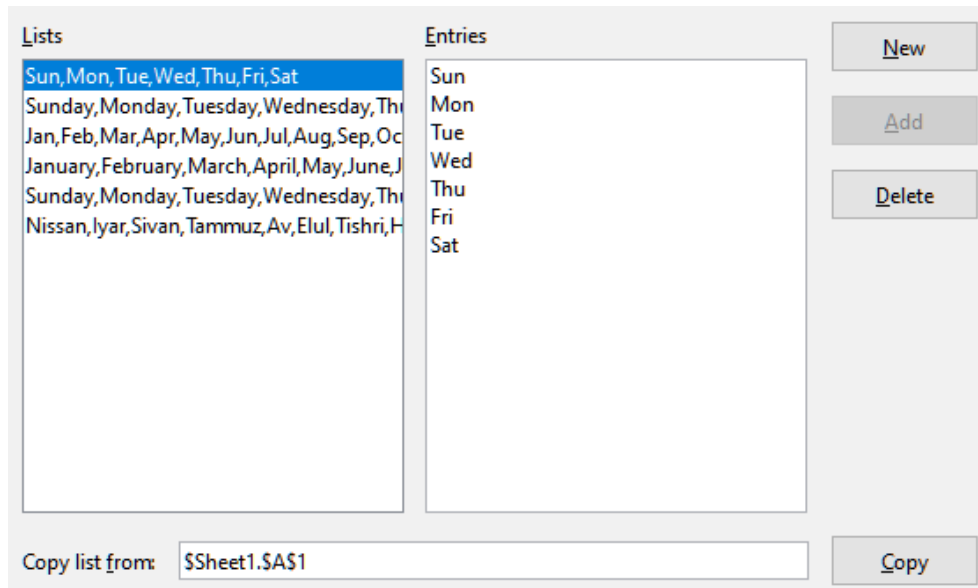 Lists
Sun,Mon,Tue,Wed,Thu,Fri,Sat
Sunday,Monday,Tuesday,Wednesday,Thu
Jan,Feb,Mar,Apr,May,Jun,Jul,Aug,Sep,Oc
January,February,March,April,May,June,J
Sunday,Monday,Tuesday,Wednesday,Thu
Nissan,Iyar,Sivan,Tammuz,Av,Elul,Tishri,H
Entries
Sun
Mon
Tue
Wed
Thu
Fri
Sat
New
Add
Delete
Copy list from: $Sheet1.$A$1
Copy